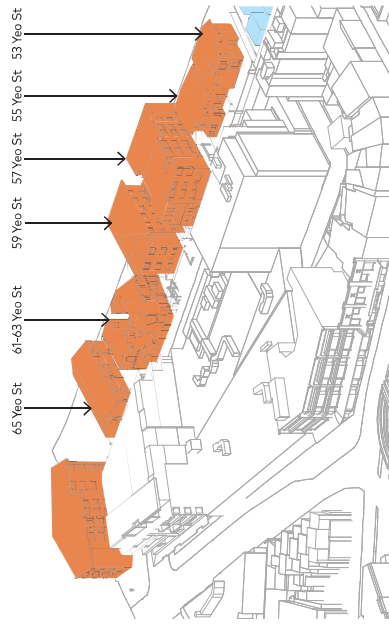 53 Yeo St
55 Yeo St
57 Yeo St
59 Yeo St
61-63 Yeo St
65 Yeo St